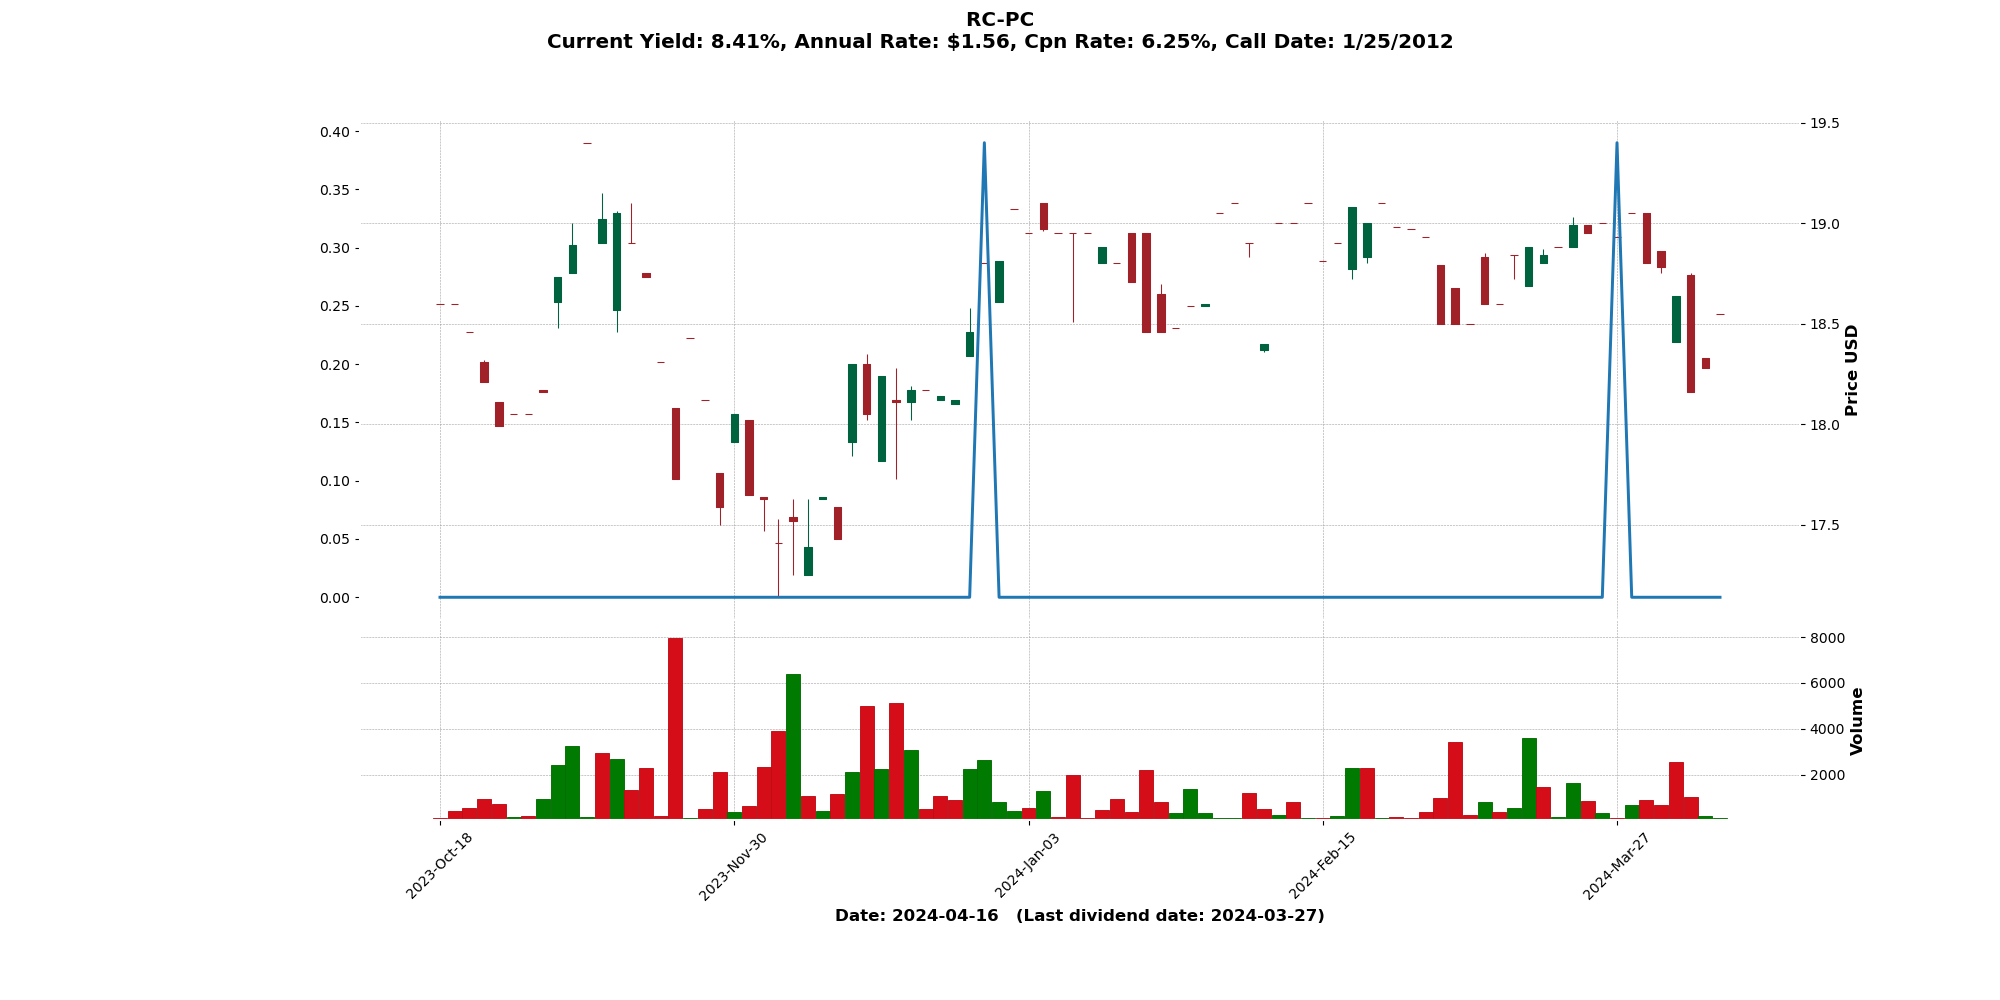 RC-PC
Current Yield: 8.41%, Annual Rate: $1.56, Cpn Rate: 6.25%, Call Date: 1/25/2012
0.40
0.35
0.30
0.25
0.20
0.15
0.10
0.05
0.00
19.5
19.0
18.5
18.0
17.5
Price USD
8000
6000
4000
2000
Volume
2023-Oct-18
2023-Nov-30
2024-Jan-03
2024-Feb-15
2024-Mar-27
Date: 2024-04-16   (Last dividend date: 2024-03-27)